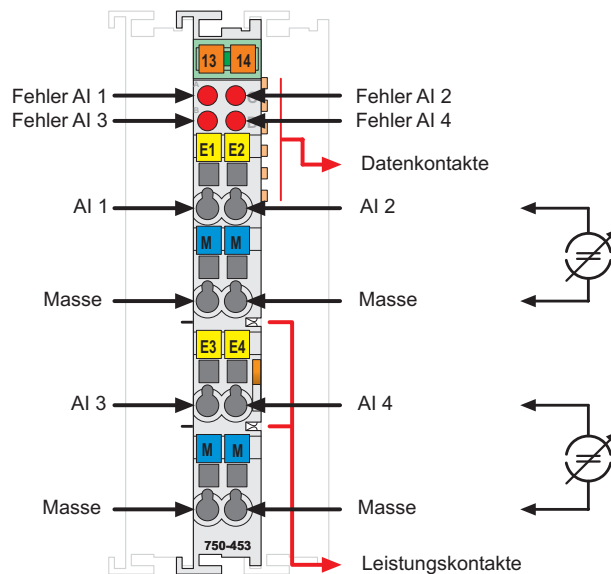 13 14
A C
Fehler AI 1 Fehler AI 2
Fehler AI 3 Fehler AI 4
E1 E2
Datenkontakte
AI 1 AI 2
M M
Masse Masse
E3 E4
AI 3 AI 4
M M
Masse Masse
750-453
Leistungskontakte